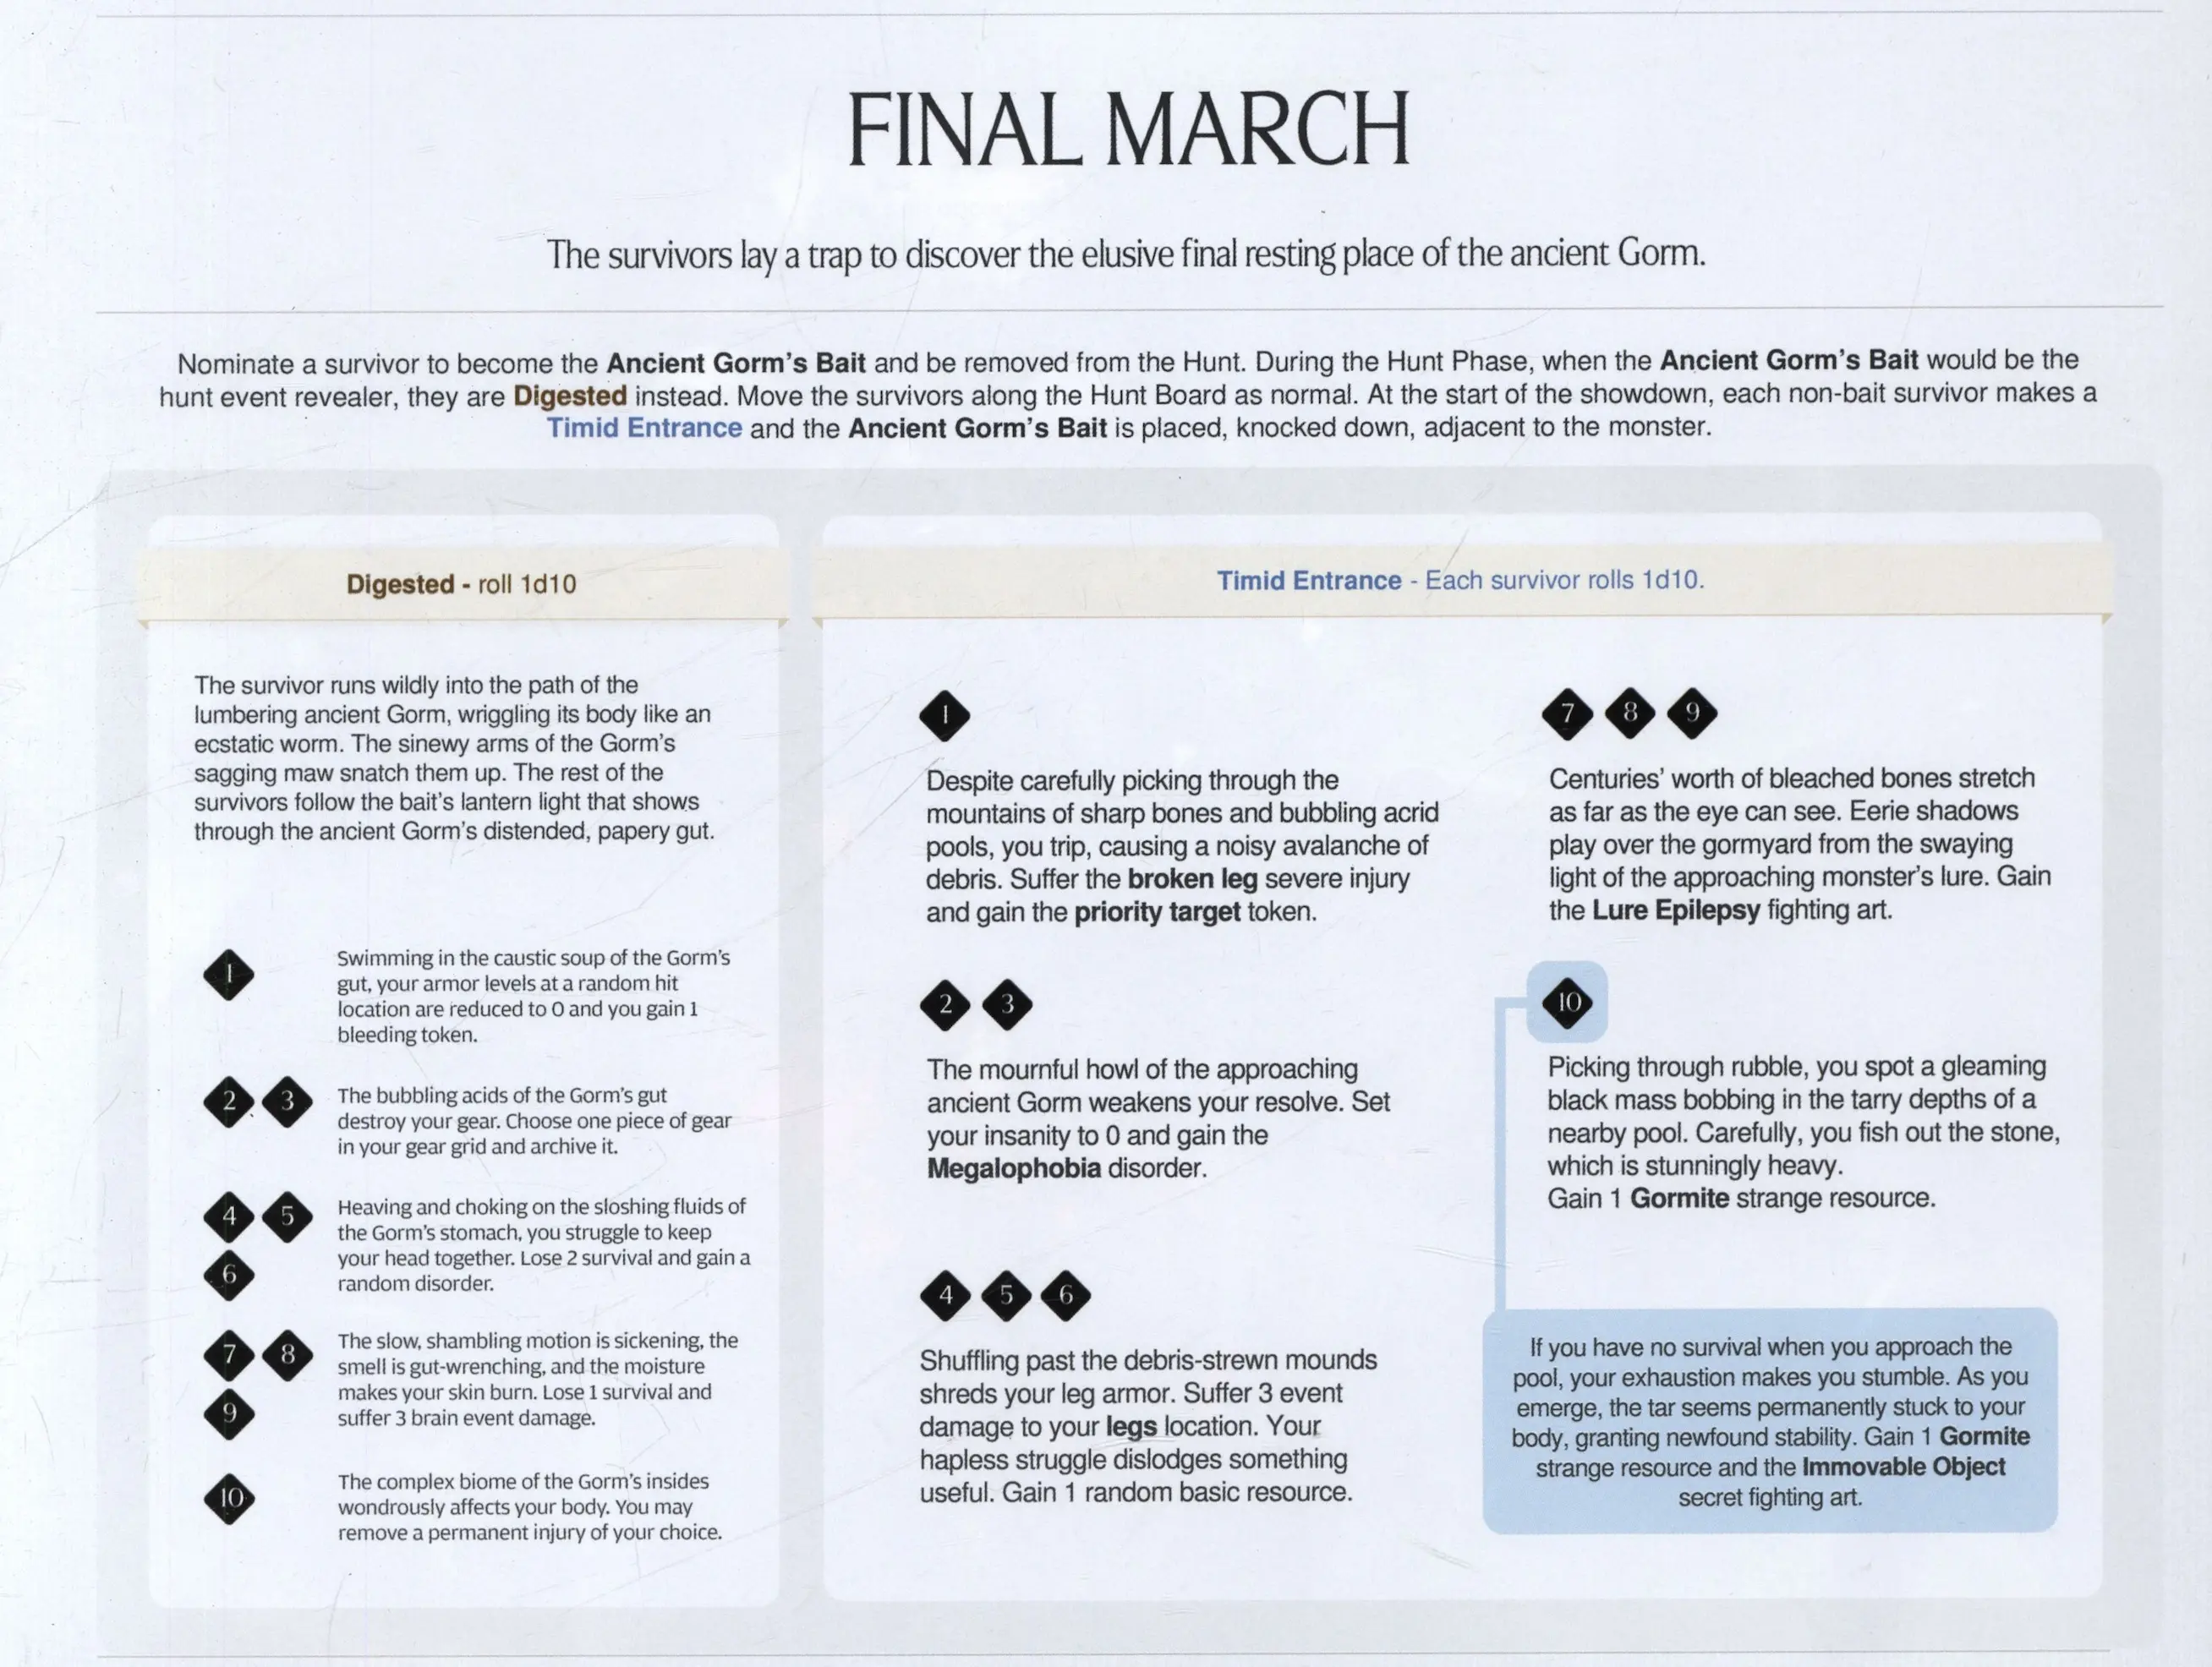 FINAL MARCH
The survivors lay a trap to discover the elusive final resting place of the ancient Gorm.
Nominate a survivor to become the Ancient Gorm's Bait and be removed from the Hunt. During the Hunt Phase, when the Ancient Gorm's Bait would be the
hunt event revealer, they are Digested instead. Move the survivors along the Hunt Board as normal. At the start of the showdown, each non-bait survivor makes a
Timid Entrance and the Ancient Gorm's Bait is placed, knocked down, adjacent to the monster.
Digested - roll 1d10
The survivor runs wildly into the path of the
lumbering ancient Gorm, wriggling its body like an
ecstatic worm. The sinewy arms of the Gorm's
sagging maw snatch them up. The rest of the
survivors follow the bait's lantern light that shows
through the ancient Gorm's distended, papery gut.
1
Swimming in the caustic soup of the Gorm's
gut, your armor levels at a random hit
location are reduced to 0 and you gain 1
bleeding token.
2 3
The bubbling acids of the Gorm's gut
destroy your gear. Choose one piece of gear
in your gear grid and archive it.
4 5
6
Heaving and choking on the sloshing fluids of
the Gorm's stomach, you struggle to keep
your head together. Lose 2 survival and gain a
random disorder.
7 8
9
The slow, shambling motion is sickening, the
smell is gut-wrenching, and the moisture
makes your skin burn. Lose 1 survival and
suffer 3 brain event damage.
10
The complex biome of the Gorm's insides
wondrously affects your body. You may
remove a permanent injury of your choice.
Timid Entrance - Each survivor rolls 1d10.
1
Despite carefully picking through the
mountains of sharp bones and bubbling acrid
pools, you trip, causing a noisy avalanche of
debris. Suffer the broken leg severe injury
and gain the priority target token.
2 3
The mournful howl of the approaching
ancient Gorm weakens your resolve. Set
your insanity to 0 and gain the
Megalophobia disorder.
4 5 6
Shuffling past the debris-strewn mounds
shreds your leg armor. Suffer 3 event
damage to your legs location. Your
hapless struggle dislodges something
useful. Gain 1 random basic resource.
7 8 9
Centuries' worth of bleached bones stretch
as far as the eye can see. Eerie shadows
play over the gormyard from the swaying
light of the approaching monster's lure. Gain
the Lure Epilepsy fighting art.
10
Picking through rubble, you spot a gleaming
black mass bobbing in the tarry depths of a
nearby pool. Carefully, you fish out the stone,
which is stunningly heavy.
Gain 1 Gormite strange resource.
If you have no survival when you approach the
pool, your exhaustion makes you stumble. As you
emerge, the tar seems permanently stuck to your
body, granting newfound stability. Gain 1 Gormite
strange resource and the Immovable Object
secret fighting art.